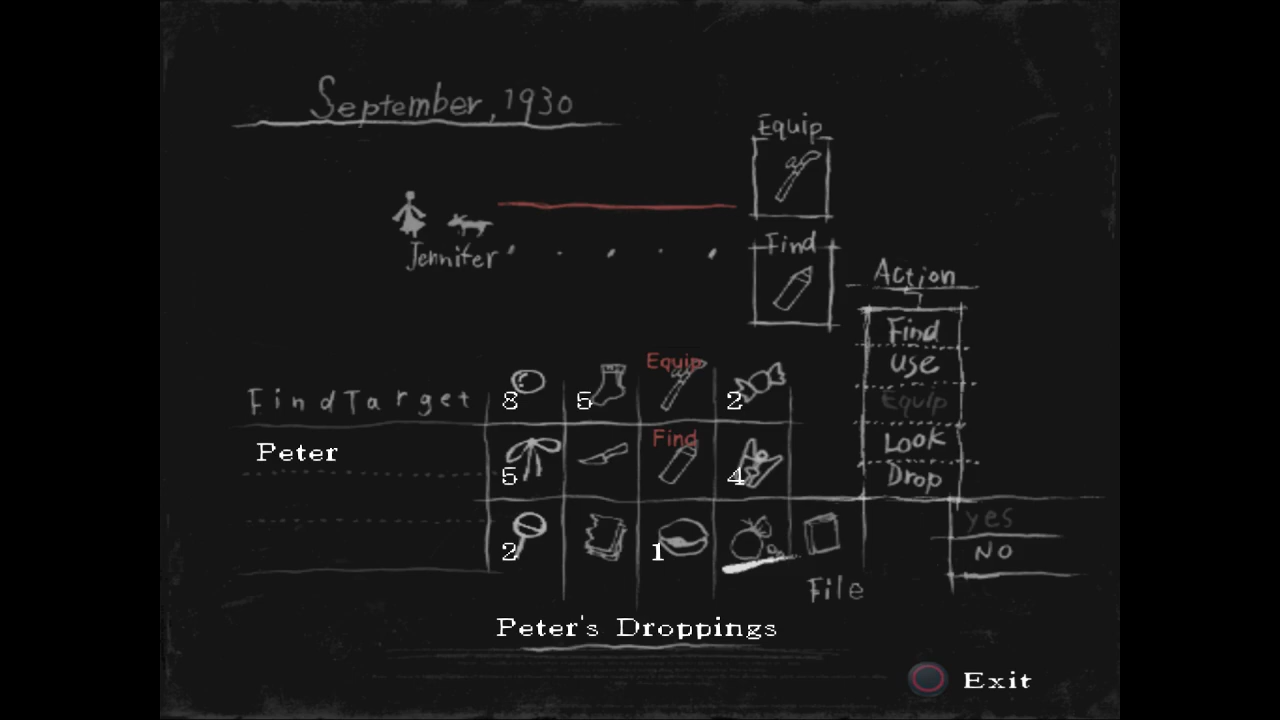 September, 1930
Equip
Find
Jennifer
Action
Find
Use
Equip
Look
Drop
Equip
FindTarget
8
5
2
Find
Peter
5
4
yes
No
2
1
File
Peter's Droppings
Exit